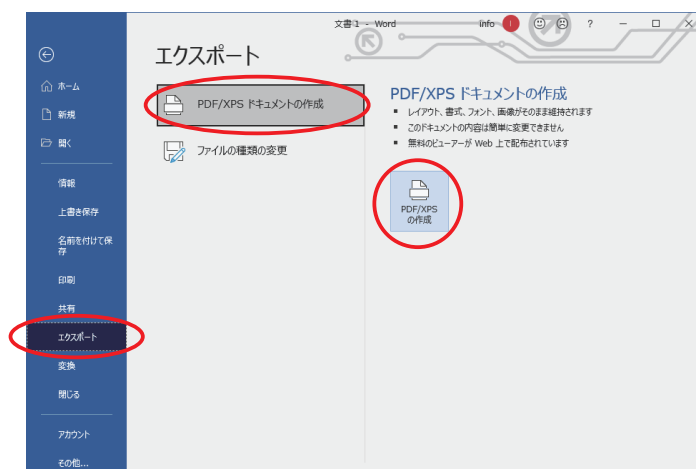 文書1 - Word
info
i
?
エクスポート
ホーム
新規
開く
情報
上書き保存
名前を付けて保
存
印刷
共有
エクスポート
変換
閉じる
アカウント
その他...
PDF/XPS ドキュメントの作成
ファイルの種類の変更
PDF/XPS ドキュメントの作成
▪ レイアウト、書式、フォント、画像がそのまま維持されます
▪ このドキュメントの内容は簡単に変更できません
▪ 無料のビューアーが Web 上で配布されています
PDF/XPS
の作成